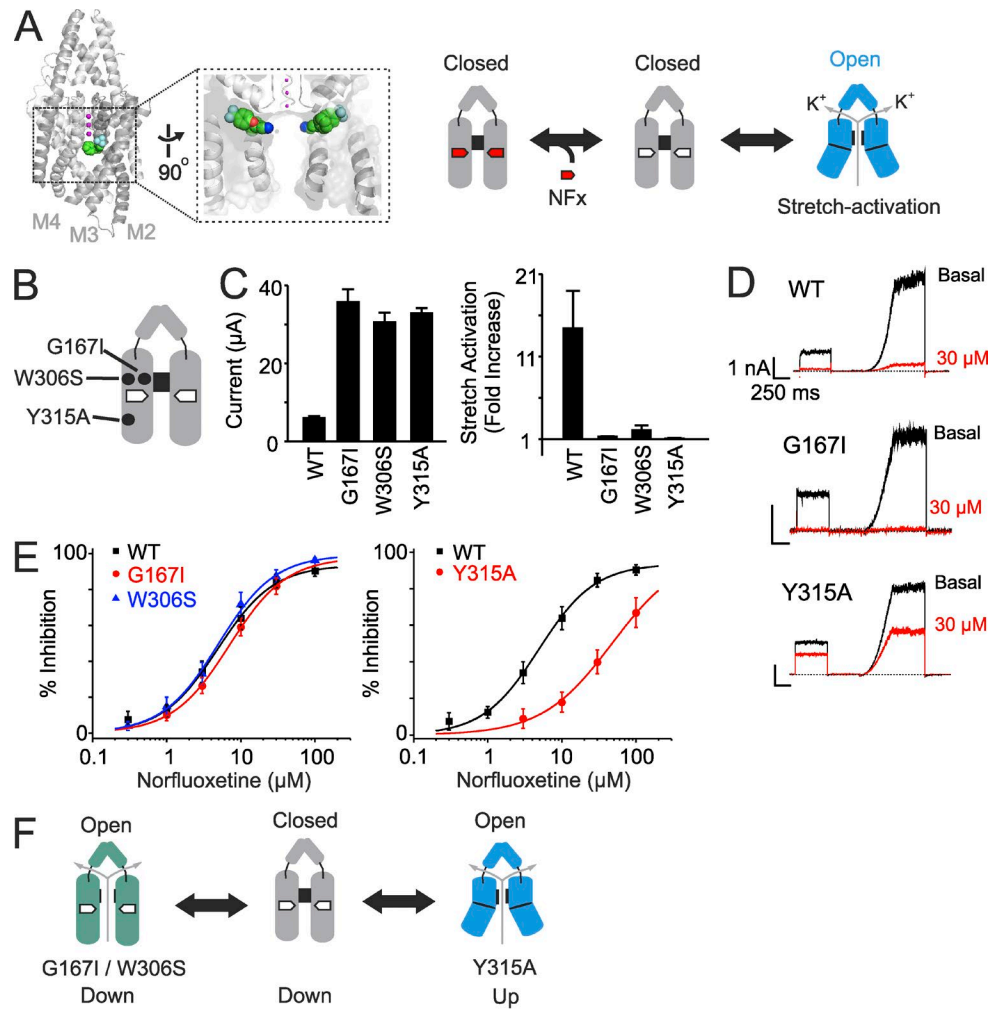 A
M4
M3
M2
90°
Closed
Closed
Open
K+
K+
NFx
Stretch-activation
B
G167I
W306S
Y315A
C
Current (µA)
40
20
0
WT
G167I
W306S
Y315A
Stretch Activation
(Fold Increase)
21
11
1
WT
G167I
W306S
Y315A
D
WT
Basal
30 µM
1 nA
250 ms
G167I
Basal
30 µM
Y315A
Basal
30 µM
E
% Inhibition
100
50
0
WT
G167I
W306S
0.1
1
10
100
Norfluoxetine (µM)
% Inhibition
100
50
0
WT
Y315A
0.1
1
10
100
Norfluoxetine (µM)
F
Open
Closed
Open
G167I / W306S
Down
Down
Y315A
Up